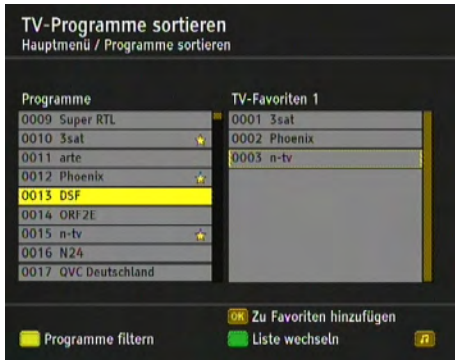 TV-Programme sortieren
Hauptmenü / Programme sortieren
Programme
0009 Super RTL
0010 3sat
0011 arte
0012 Phoenix
0013 DSF
0014 ORF2E
0015 n-tv
0016 N24
0017 QVC Deutschland
TV-Favoriten 1
0001 3sat
0002 Phoenix
0003 n-tv
OK Zu Favoriten hinzufügen
Programme filtern
Liste wechseln